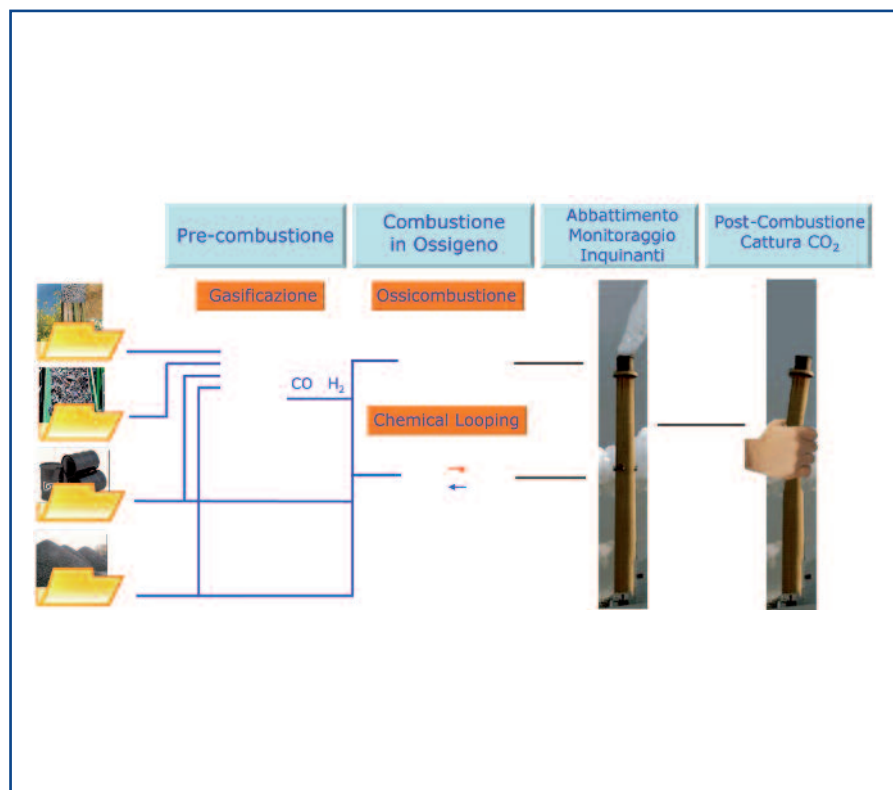 Pre-combustione
Combustione
in Ossigeno
Abbattimento
Monitoraggio
Inquinanti
Post-Combustione
Cattura CO₂
Gasificazione
Ossicombustione
CO H₂
Chemical Looping